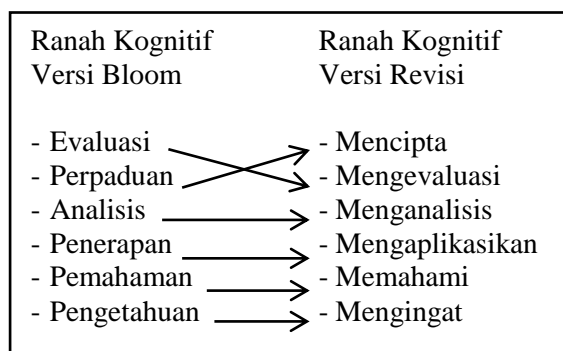 Ranah Kognitif Ranah Kognitif
Versi Bloom Versi Revisi
- Evaluasi - Mencipta
- Perpaduan - Mengevaluasi
- Analisis - Menganalisis
- Penerapan - Mengaplikasikan
- Pemahaman - Memahami
- Pengetahuan - Mengingat